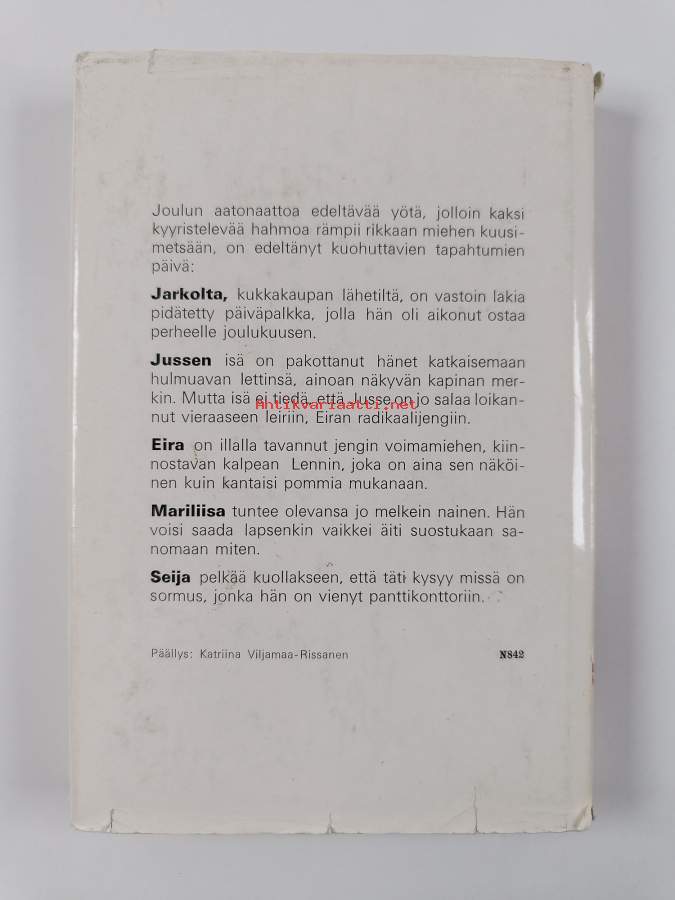 Joulun aatonaattoa edeltävää yötä, jolloin kaksi
kyyristelevää hahmoa rämpii rikkaan miehen kuusi-
metsään, on edeltänyt kuohuttavien tapahtumien
päivä:
Jarkolta, kukkakaupan lähetiltä, on vastoin lakia
pidätetty päiväpalkka, jolla hän oli aikonut ostaa
perheelle joulukuusen.
Jussen isä on pakottanut hänet katkaisemaan
hulmuavan lettinsä, ainoan näkyvän kapinan mer-
kin. Mutta isä ei tiedä, että Jusse on jo salaa loikan-
Antikvariaatti.net
nut vieraaseen leiriin, Eiran radikaalijengiin.
Eira on illalla tavannut jengin voimamiehen, kiin-
nostavan kalpean Lennin, joka on aina sen näköi-
nen kuin kantaisi pommia mukanaan.
Mariliisa tuntee olevansa jo melkein nainen. Hän
voisi saada lapsenkin vaikkei äiti suostukaan sa-
nomaan miten.
Seija pelkää kuollakseen, että täti kysyy missä on
sormus, jonka hän on vienyt panttikonttoriin.
Päällys: Katriina Viljamaa-Rissanen
N842